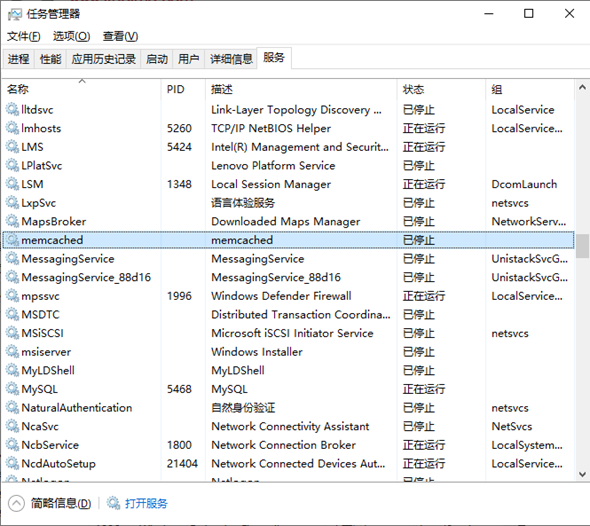 任务管理器
文件(F) 选项(O) 查看(V)
进程 性能 应用历史记录 启动 用户 详细信息 服务
名称 PID 描述 状态 组
lltdsvc Link-Layer Topology Discovery ... 已停止 LocalService
lmhosts 5260 TCP/IP NetBIOS Helper 正在运行 LocalService...
LMS 5424 Intel(R) Management and Securit... 正在运行
LPlatSvc Lenovo Platform Service 已停止
LSM 1348 Local Session Manager 正在运行 DcomLaunch
LxpSvc 语言体验服务 已停止 netsvcs
MapsBroker Downloaded Maps Manager 已停止 NetworkServ...
memcached memcached 已停止
MessagingService MessagingService 已停止 UnistackSvcG...
MessagingService_88d16 MessagingService_88d16 已停止 UnistackSvcG...
mpssvc 1996 Windows Defender Firewall 正在运行 LocalService...
MSDTC Distributed Transaction Coordina... 已停止
MSiSCSI Microsoft iSCSI Initiator Service 已停止 netsvcs
msiserver Windows Installer 已停止
MyLDShell MyLDShell 已停止
MySQL 5468 MySQL 正在运行
NaturalAuthentication 自然身份验证 已停止 netsvcs
NcaSvc Network Connectivity Assistant 已停止 NetSvcs
NcbService 1800 Network Connection Broker 正在运行 LocalSystem...
NcdAutoSetup 21404 Network Connected Devices Aut... 正在运行 LocalService...
简略信息(D) 打开服务